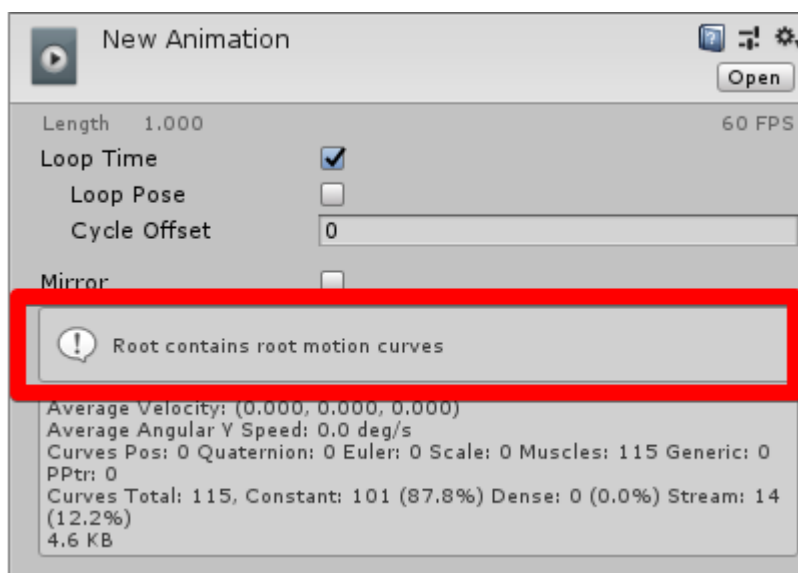 New Animation
Open
Length 1.000 60 FPS
Loop Time
Loop Pose
Cycle Offset 0
Mirror
Root contains root motion curves
Average Velocity: (0.000, 0.000, 0.000)
Average Angular Y Speed: 0.0 deg/s
Curves Pos: 0 Quaternion: 0 Euler: 0 Scale: 0 Muscles: 115 Generic: 0
PPtr: 0
Curves Total: 115, Constant: 101 (87.8%) Dense: 0 (0.0%) Stream: 14
(12.2%)
4.6 KB